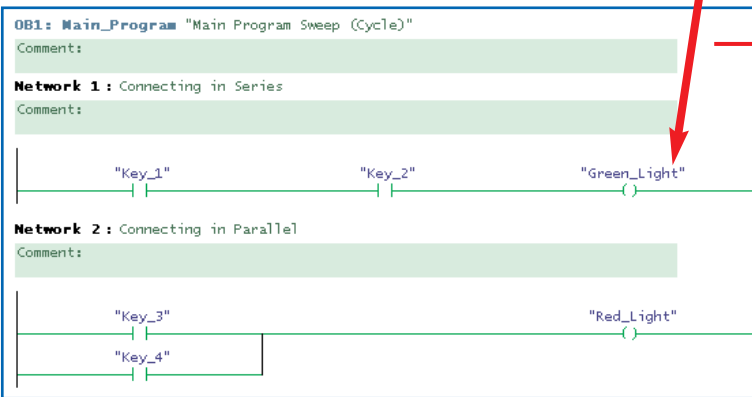 OB1: Main_Program "Main Program Sweep (Cycle)"
Comment:
Network 1 : Connecting in Series
Comment:
"Key_1" "Key_2" "Green_Light"
Network 2 : Connecting in Parallel
Comment:
"Key_3" "Red_Light"
"Key_4"